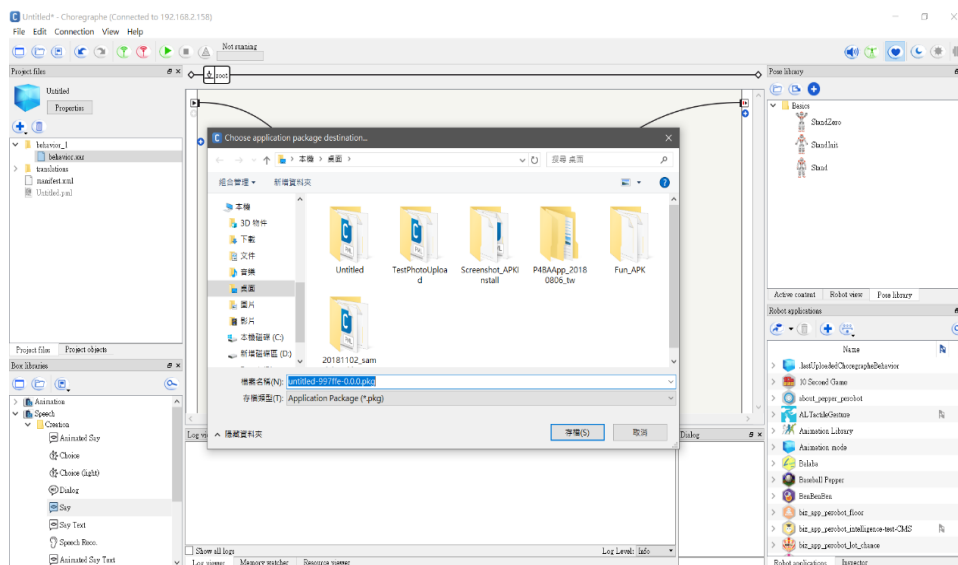 Untitled* - Choregraphe (Connected to 192.168.2.158)
File Edit Connection View Help
Not running
Project files
Untitled
Properties
behavior_1
behavior.xar
translations
manifest.xml
Untitled.pml
Project files Project objects
Box libraries
Animation
Speech
Creation
Animated Say
Choice
Choice (light)
Dialog
Say
Say Text
Speech Reco.
Animated Say Text
root
Choose application package destination...
本機 › 桌面 ›
搜尋 桌面
組合管理 新增資料夾
本機
3D 物件
下載
文件
音樂
桌面
圖片
影片
本機磁碟 (C:)
新增磁碟區 (D:)
Untitled
TestPhotoUpload
Screenshot_APKInstall
P4BAApp_20180806_tw
Fun_APK
20181102_sam
檔案名稱(N): untitled-997ffe-0.0.0.pkg
存檔類型(T): Application Package (*.pkg)
隱藏資料夾
存檔(S) 取消
Dialog
Show all logs
Log Level: Info
Log viewer Memory watcher Resource viewer
Pose library
Basics
StandZero
StandInit
Stand
Active content Robot view Pose library
Robot applications
Name
.lastUploadedChoregrapheBehavior
10 Second Game
about_pepper_perobot
ALTactileGesture
Animation Library
Animation mode
Balaba
Baseball Pepper
BenBenBen
biz_app_perobot_floor
biz_app_perobot_intelligence-test-CMS
biz_app_perobot_lot_chance
Robot applications Inspector